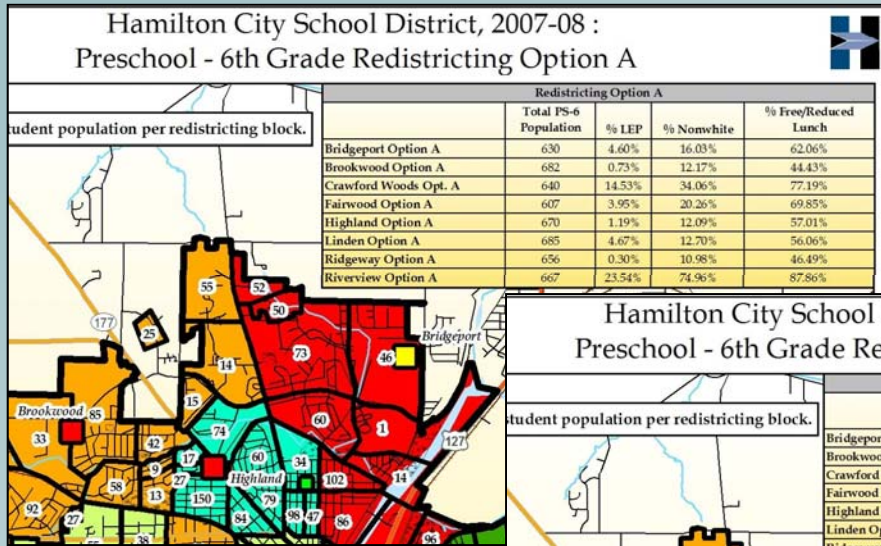 Hamilton City School District, 2007-08 :
Preschool - 6th Grade Redistricting Option A
tudent population per redistricting block.
Redistricting Option A
Total PS-6 Population % LEP % Nonwhite % Free/Reduced Lunch
Bridgeport Option A 630 4.60% 16.03% 62.06%
Brookwood Option A 682 0.73% 12.17% 44.43%
Crawford Woods Opt. A 640 14.53% 34.06% 77.19%
Fairwood Option A 607 3.95% 20.26% 69.85%
Highland Option A 670 1.19% 12.09% 57.01%
Linden Option A 685 4.67% 12.70% 56.06%
Ridgeway Option A 656 0.30% 10.98% 46.49%
Riverview Option A 667 23.54% 74.96% 87.86%
55 52
50
177 25
73 46 Bridgeport
14
15 60 1
Brookwood 85 74
33 42 127
17 60 34
9 Highland 14
58 27 102
13 150 79
92 84 98 47 86
27 38 96
Hamilton City School
Preschool - 6th Grade Re
student population per redistricting block.
Bridgepor
Brookwoo
Crawford
Fairwood
Highland
Linden Op